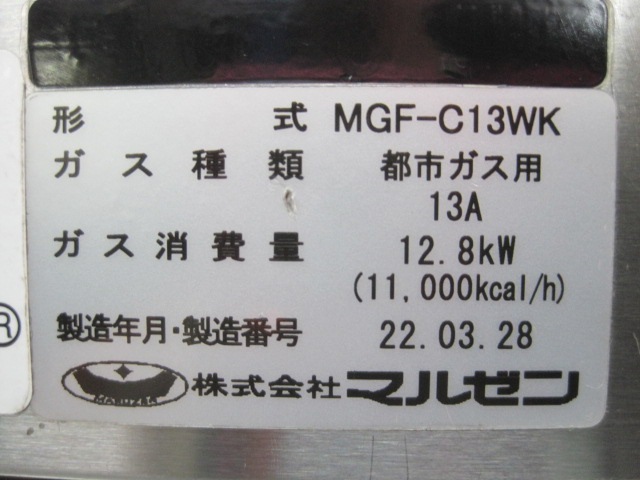 形式 MGF-C13WK
ガス種類 都市ガス用
13A
ガス消費量 12.8kW
(11,000kcal/h)
製造年月・製造番号 22.03.28
MARUZEN 株式会社マルゼン
®